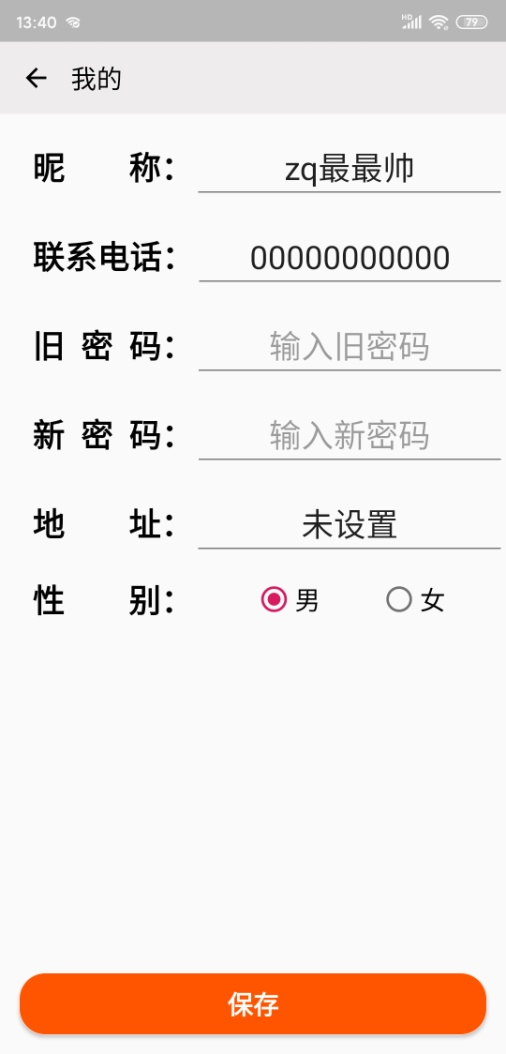 13:40 HD 79
我的
昵 称： zq最最帅
联系电话： 00000000000
旧 密 码： 输入旧密码
新 密 码： 输入新密码
地 址： 未设置
性 别： 男 女
保存